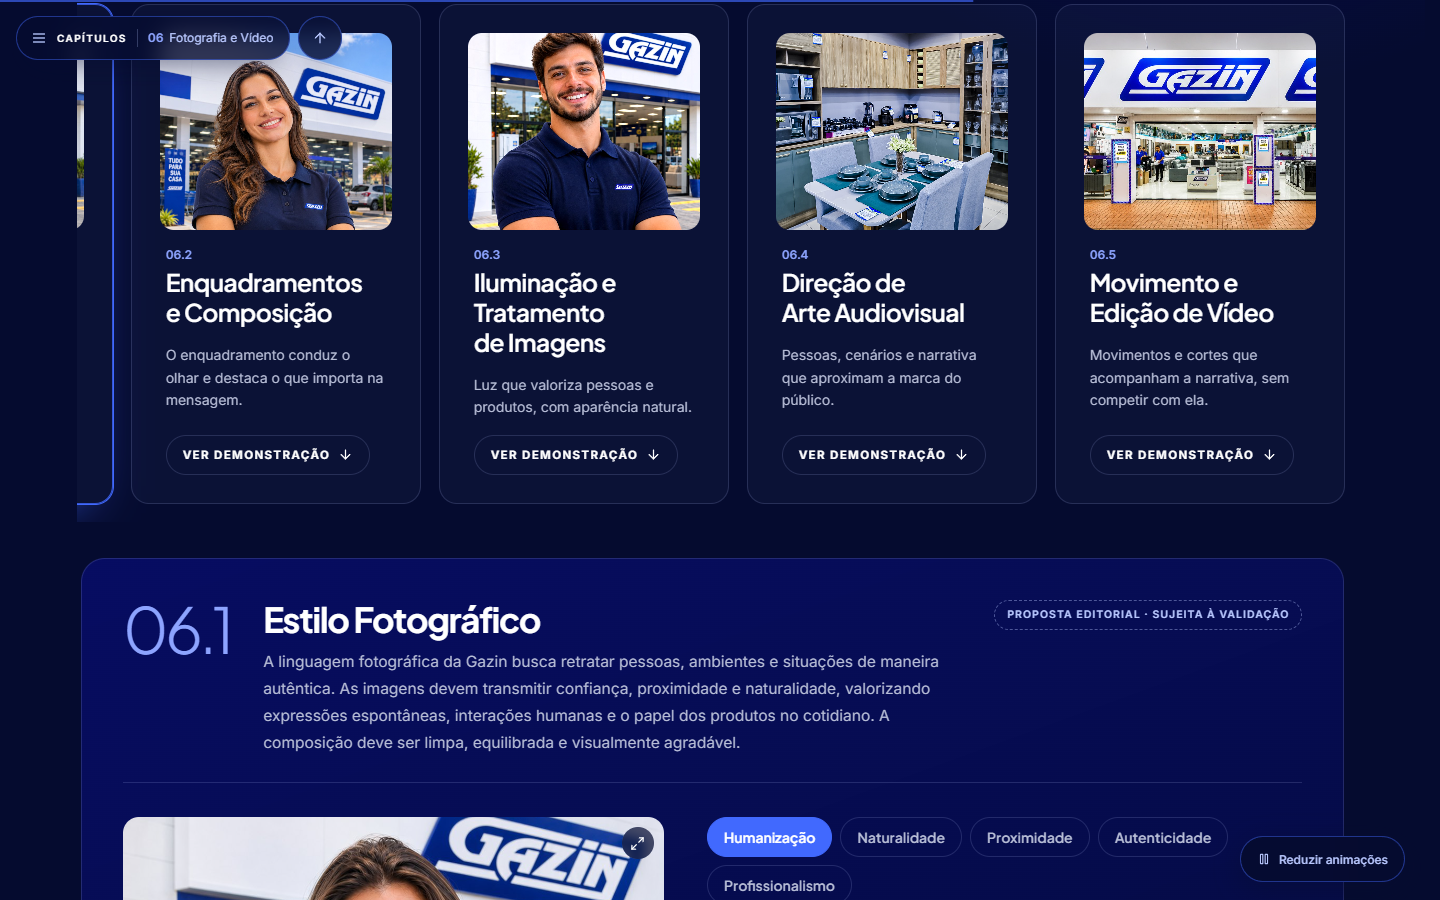 CAPÍTULOS
06 Fotografia e Vídeo
GAZIN
TUDO
PARA
SUA
CASA
GAZIN
GAZIN
06.2
Enquadramentos
e Composição
O enquadramento conduz o
olhar e destaca o que importa na
mensagem.
VER DEMONSTRAÇÃO
06.3
Iluminação e
Tratamento
de Imagens
Luz que valoriza pessoas e
produtos, com aparência natural.
VER DEMONSTRAÇÃO
06.4
Direção de
Arte Audiovisual
Pessoas, cenários e narrativa
que aproximam a marca do
público.
VER DEMONSTRAÇÃO
06.5
Movimento e
Edição de Vídeo
Movimentos e cortes que
acompanham a narrativa, sem
competir com ela.
VER DEMONSTRAÇÃO
06.1
Estilo Fotográfico
PROPOSTA EDITORIAL · SUJEITA À VALIDAÇÃO
A linguagem fotográfica da Gazin busca retratar pessoas, ambientes e situações de maneira
autêntica. As imagens devem transmitir confiança, proximidade e naturalidade, valorizando
expressões espontâneas, interações humanas e o papel dos produtos no cotidiano. A
composição deve ser limpa, equilibrada e visualmente agradável.
GAZIN
Humanização
Naturalidade
Proximidade
Autenticidade
Profissionalismo
Reduzir animações